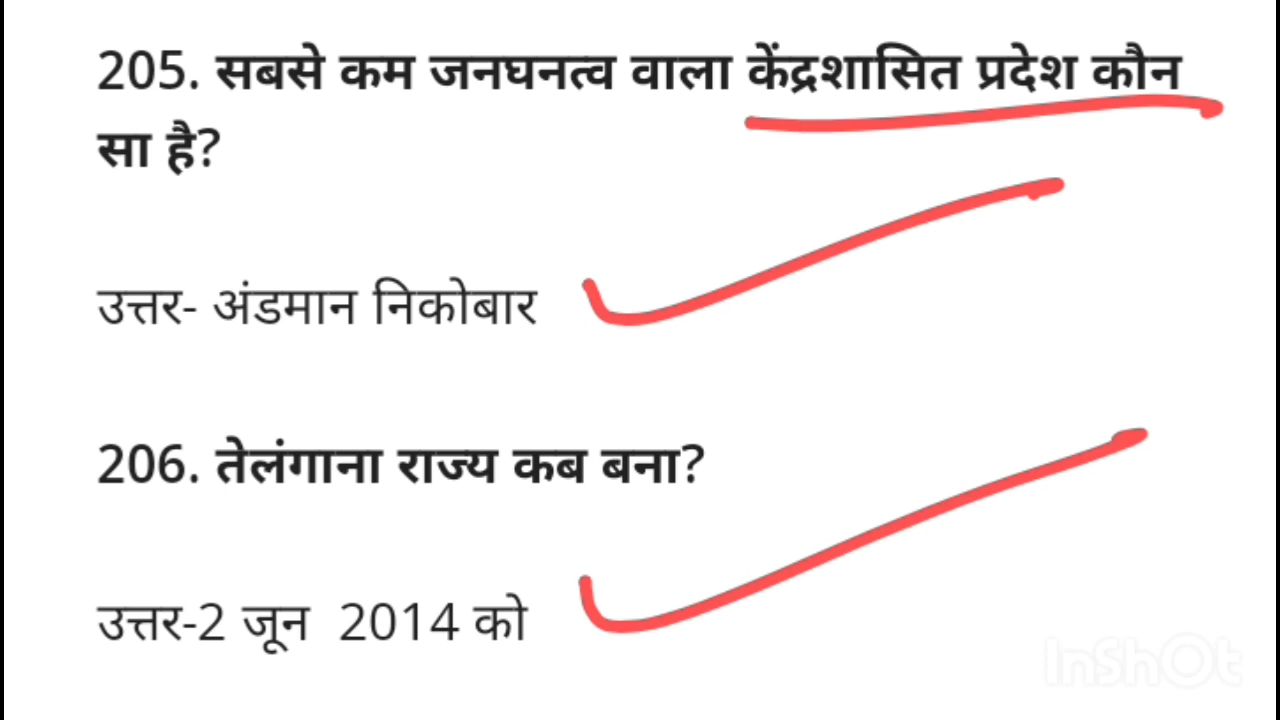 205. सबसे कम जनघनत्व वाला केंद्रशासित प्रदेश कौन
सा है?
उत्तर- अंडमान निकोबार
206. तेलंगाना राज्य कब बना?
उत्तर-2 जून 2014 को
InShOt